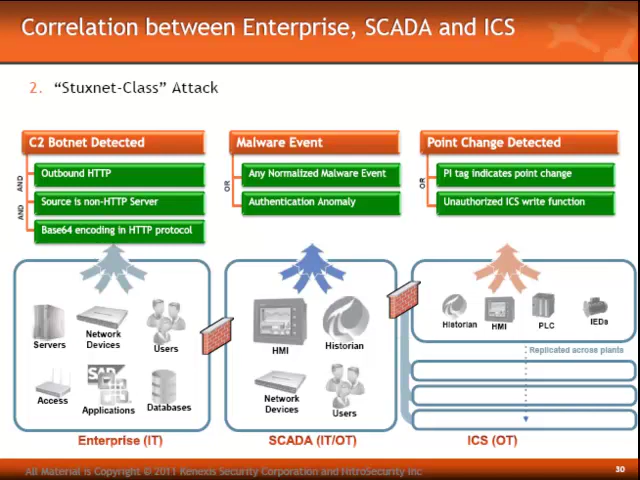 Correlation between Enterprise, SCADA and ICS
2. “Stuxnet-Class” Attack
C2 Botnet Detected
AND
Outbound HTTP
AND
Source is non-HTTP Server
Base64 encoding in HTTP protocol
Malware Event
OR
Any Normalized Malware Event
Authentication Anomaly
Point Change Detected
OR
PI tag indicates point change
Unauthorized ICS write function
Servers
Network
Devices
Users
Access
SAP
Applications
Databases
Enterprise (IT)
HMI
Historian
Network
Devices
Users
SCADA (IT/OT)
Historian
HMI
PLC
IEDs
Replicated across plants
ICS (OT)
All Material is Copyright © 2011 Kenexis Security Corporation and NitroSecurity Inc
30